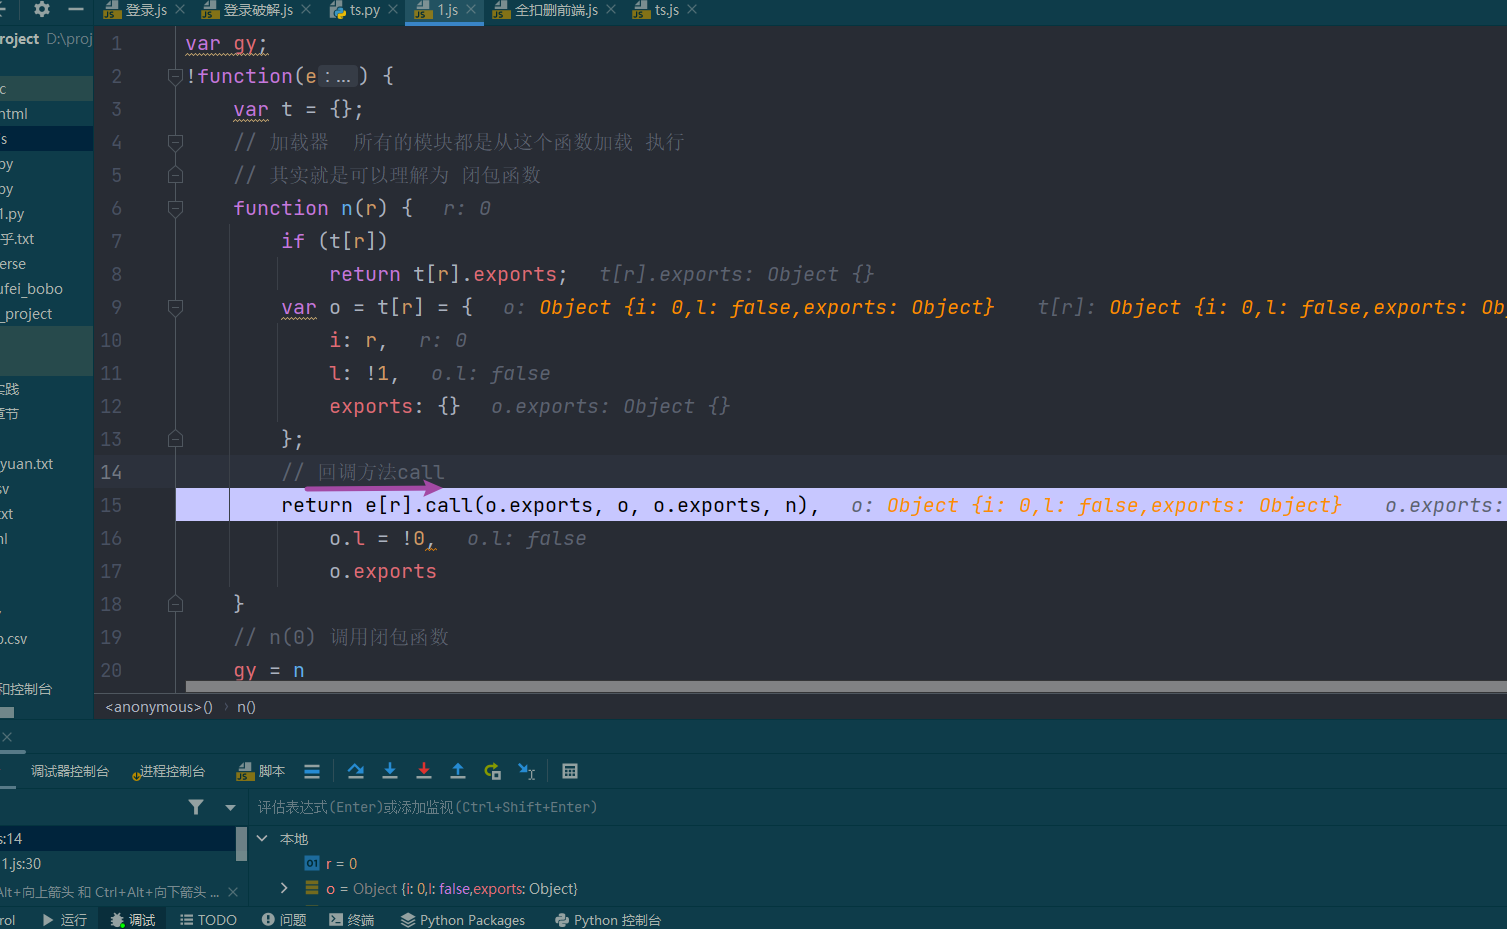 登录.js 登录破解.js ts.py 1.js 全扣删前端.js ts.js
roject D:\proj
c
html
s
py
py
1.py
乎.txt
erse
ufei_bobo
_project
实践
章节
yuan.txt
sv
txt
ml
o.csv
和控制台
1 var gy;
2 !function(e: ...) {
3 var t = {};
4 // 加载器 所有的模块都是从这个函数加载 执行
5 // 其实就是可以理解为 闭包函数
6 function n(r) { r: 0
7 if (t[r])
8 return t[r].exports; t[r].exports: Object {}
9 var o = t[r] = { o: Object {i: 0,l: false,exports: Object} t[r]: Object {i: 0,l: false,exports: Ob
10 i: r, r: 0
11 l: !1, o.l: false
12 exports: {} o.exports: Object {}
13 };
14 // 回调方法call
15 return e[r].call(o.exports, o, o.exports, n), o: Object {i: 0,l: false,exports: Object} o.exports:
16 o.l = !0, o.l: false
17 o.exports
18 }
19 // n(0) 调用闭包函数
20 gy = n
<anonymous>() › n()
调试器控制台 进程控制台 脚本
评估表达式(Enter)或添加监视(Ctrl+Shift+Enter)
s:14
1.js:30
Alt+向上箭头 和 Ctrl+Alt+向下箭头 ...
本地
r = 0
o = Object {i: 0,l: false,exports: Object}
rol 运行 调试 TODO 问题 终端 Python Packages Python 控制台